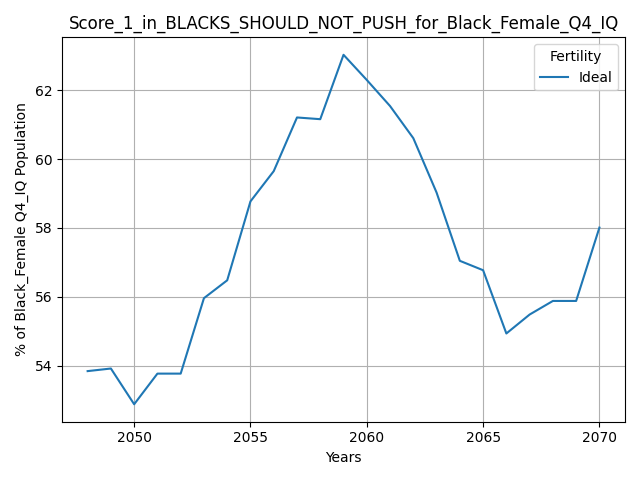 Score_1_in_BLACKS_SHOULD_NOT_PUSH_for_Black_Female_Q4_IQ
Fertility
Ideal
% of Black_Female Q4_IQ Population
62
60
58
56
54
2050
2055
2060
2065
2070
Years